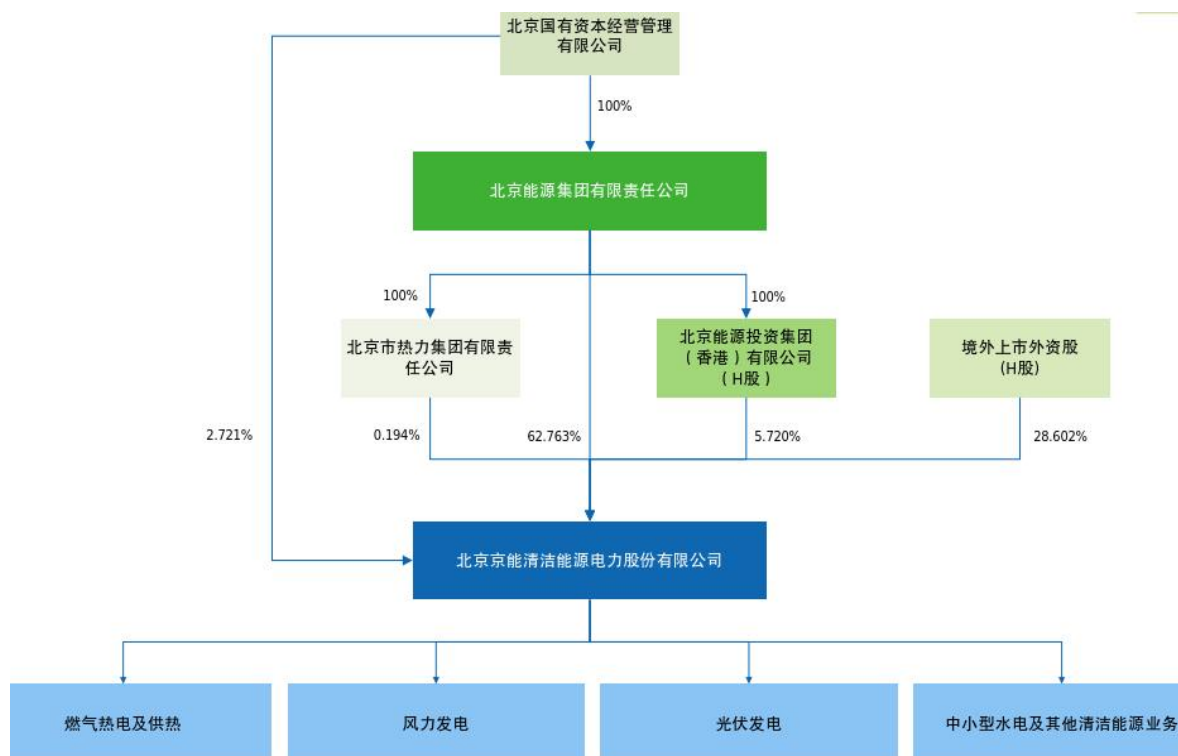 北京国有资本经营管理
有限公司
100%
北京能源集团有限责任公司
100%
100%
北京市热力集团有限责
任公司
北京能源投资集团
（香港）有限公司
（H股）
境外上市外资股
(H股)
2.721%
0.194%
62.763%
5.720%
28.602%
北京京能清洁能源电力股份有限公司
燃气热电及供热
风力发电
光伏发电
中小型水电及其他清洁能源业务